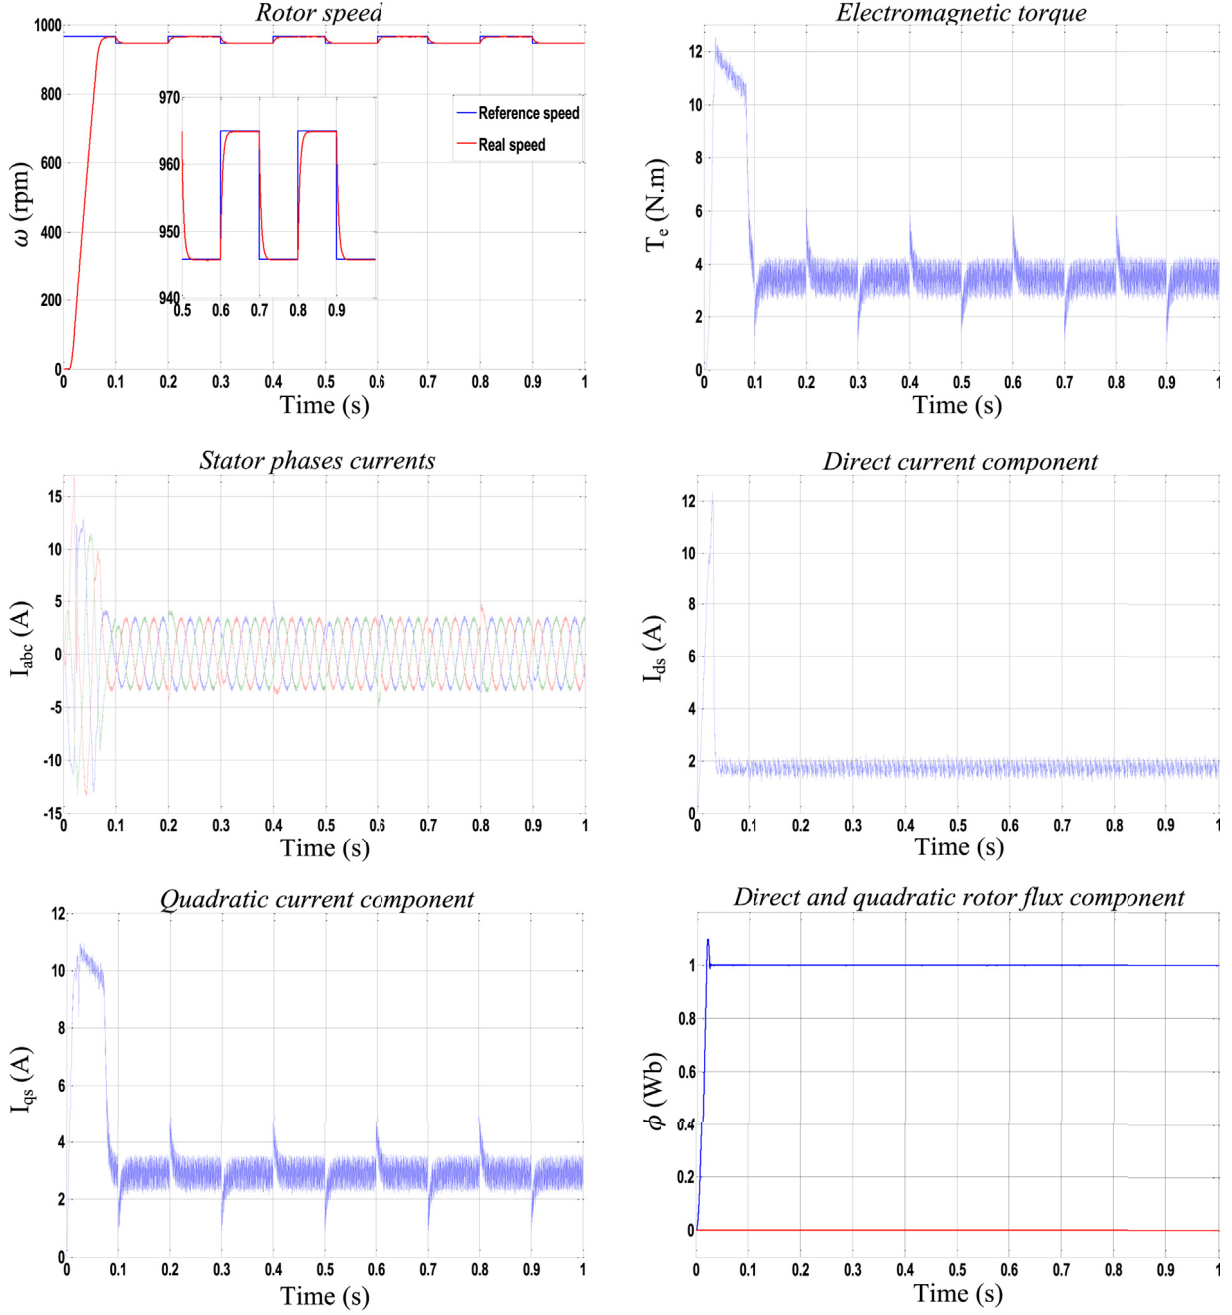 Rotor speed
1000
800
600
400
200
0
ω (rpm)
970
960
950
940
0.5 0.6 0.7 0.8 0.9
Reference speed
Real speed
0 0.1 0.2 0.3 0.4 0.5 0.6 0.7 0.8 0.9 1
Time (s)
Electromagnetic torque
12
10
8
6
4
2
0
T_e (N.m)
0 0.1 0.2 0.3 0.4 0.5 0.6 0.7 0.8 0.9 1
Time (s)
Stator phases currents
15
10
5
0
-5
-10
-15
I_abc (A)
0 0.1 0.2 0.3 0.4 0.5 0.6 0.7 0.8 0.9 1
Time (s)
Direct current component
12
10
8
6
4
2
0
I_ds (A)
0 0.1 0.2 0.3 0.4 0.5 0.6 0.7 0.8 0.9 1
Time (s)
Quadratic current component
12
10
8
6
4
2
0
I_qs (A)
0 0.1 0.2 0.3 0.4 0.5 0.6 0.7 0.8 0.9 1
Time (s)
Direct and quadratic rotor flux component
1
0.8
0.6
0.4
0.2
0
ϕ (Wb)
0 0.1 0.2 0.3 0.4 0.5 0.6 0.7 0.8 0.9 1
Time (s)